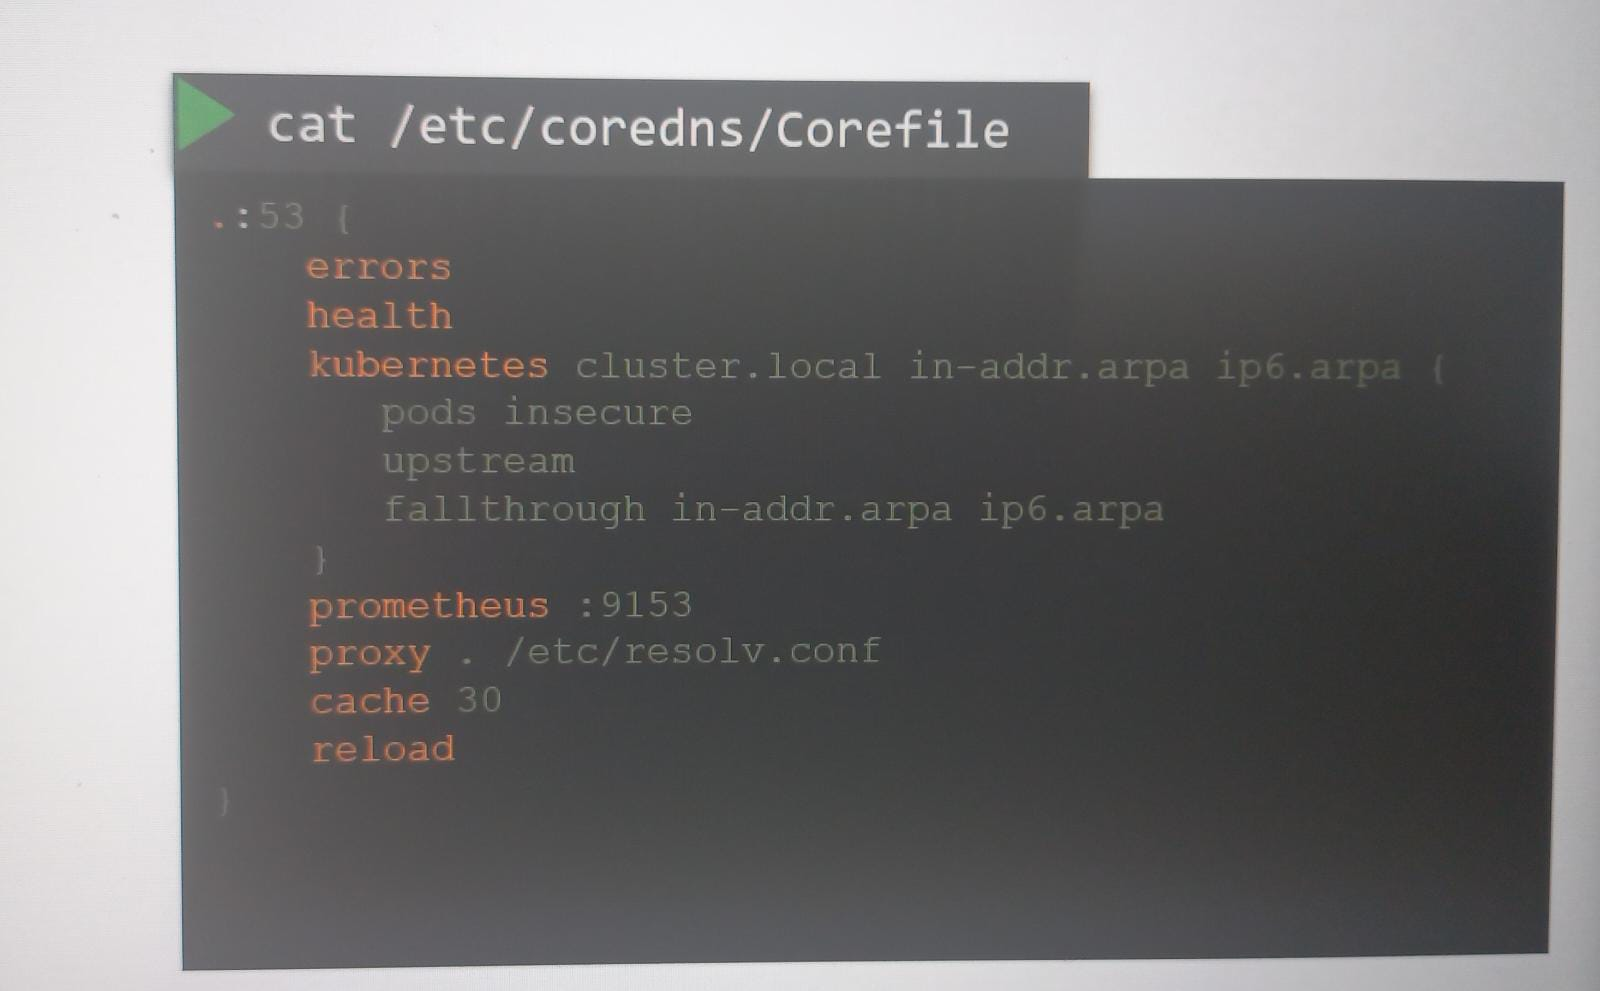 cat /etc/coredns/Corefile
.:53 {
errors
health
kubernetes cluster.local in-addr.arpa ip6.arpa {
pods insecure
upstream
fallthrough in-addr.arpa ip6.arpa
}
prometheus :9153
proxy . /etc/resolv.conf
cache 30
reload
}